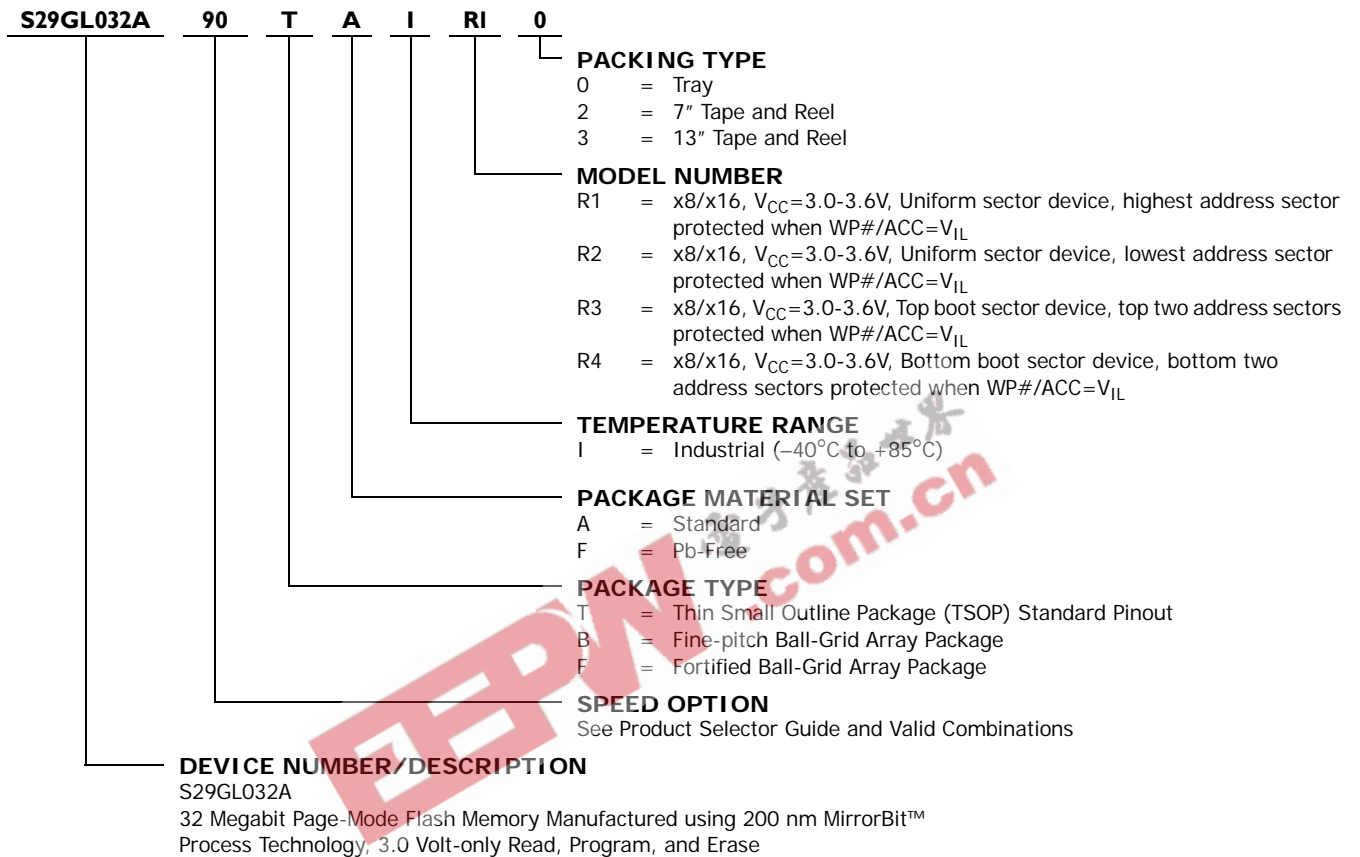 S29GL032A 90 T A I RI 0
PACKING TYPE
0 = Tray
2 = 7″ Tape and Reel
3 = 13″ Tape and Reel
MODEL NUMBER
R1 = x8/x16, VCC=3.0-3.6V, Uniform sector device, highest address sector
protected when WP#/ACC=VIL
R2 = x8/x16, VCC=3.0-3.6V, Uniform sector device, lowest address sector
protected when WP#/ACC=VIL
R3 = x8/x16, VCC=3.0-3.6V, Top boot sector device, top two address sectors
protected when WP#/ACC=VIL
R4 = x8/x16, VCC=3.0-3.6V, Bottom boot sector device, bottom two
address sectors protected when WP#/ACC=VIL
TEMPERATURE RANGE
I = Industrial (–40°C to +85°C)
PACKAGE MATERIAL SET
A = Standard
F = Pb-Free
PACKAGE TYPE
T = Thin Small Outline Package (TSOP) Standard Pinout
B = Fine-pitch Ball-Grid Array Package
F = Fortified Ball-Grid Array Package
SPEED OPTION
See Product Selector Guide and Valid Combinations
DEVICE NUMBER/DESCRIPTION
S29GL032A
32 Megabit Page-Mode Flash Memory Manufactured using 200 nm MirrorBit™
Process Technology, 3.0 Volt-only Read, Program, and Erase
EEPW
电子产品世界
.com.cn